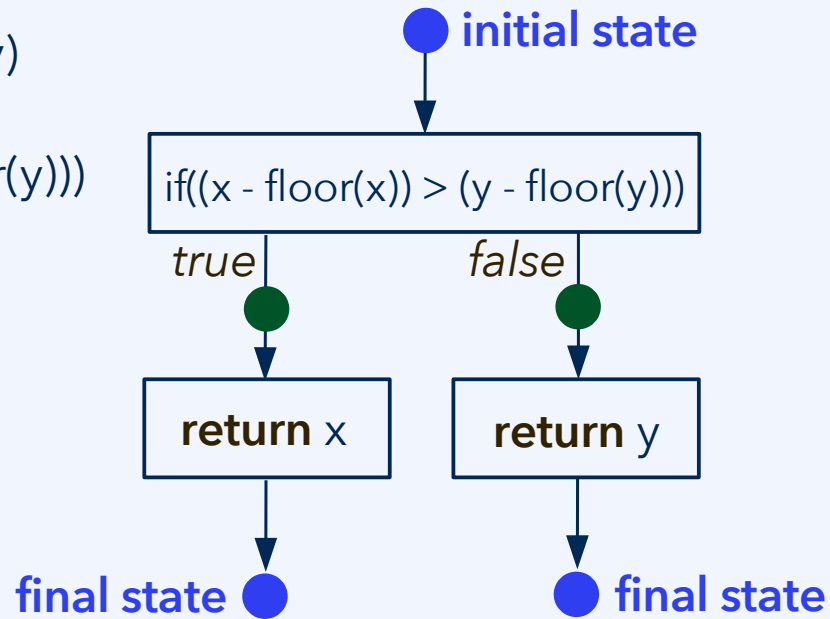 initial state
y)
r(y)))
if((x - floor(x)) > (y - floor(y)))
true false
return x return y
final state final state